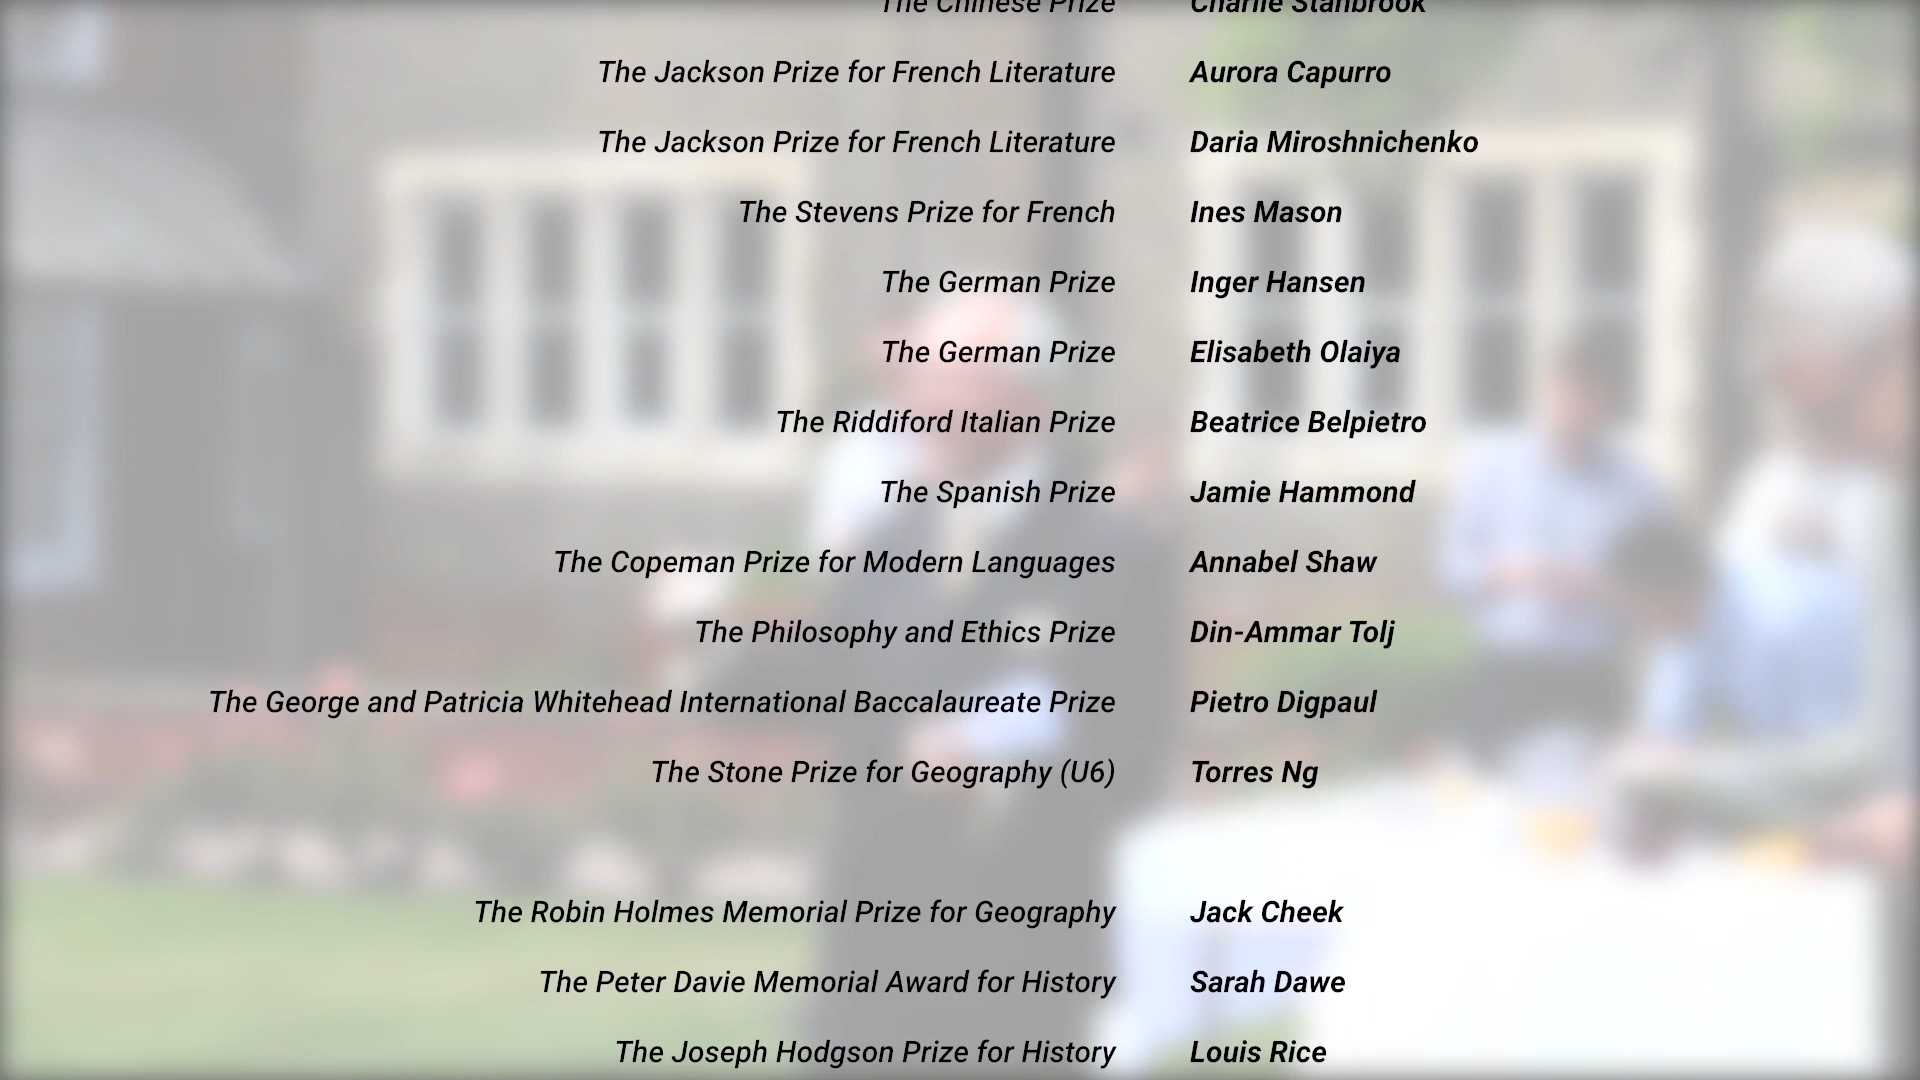 The Chinese Prize Charlie Stanbrook
The Jackson Prize for French Literature Aurora Capurro
The Jackson Prize for French Literature Daria Miroshnichenko
The Stevens Prize for French Ines Mason
The German Prize Inger Hansen
The German Prize Elisabeth Olaiya
The Riddiford Italian Prize Beatrice Belpietro
The Spanish Prize Jamie Hammond
The Copeman Prize for Modern Languages Annabel Shaw
The Philosophy and Ethics Prize Din-Ammar Tolj
The George and Patricia Whitehead International Baccalaureate Prize Pietro Digpaul
The Stone Prize for Geography (U6) Torres Ng
The Robin Holmes Memorial Prize for Geography Jack Cheek
The Peter Davie Memorial Award for History Sarah Dawe
The Joseph Hodgson Prize for History Louis Rice